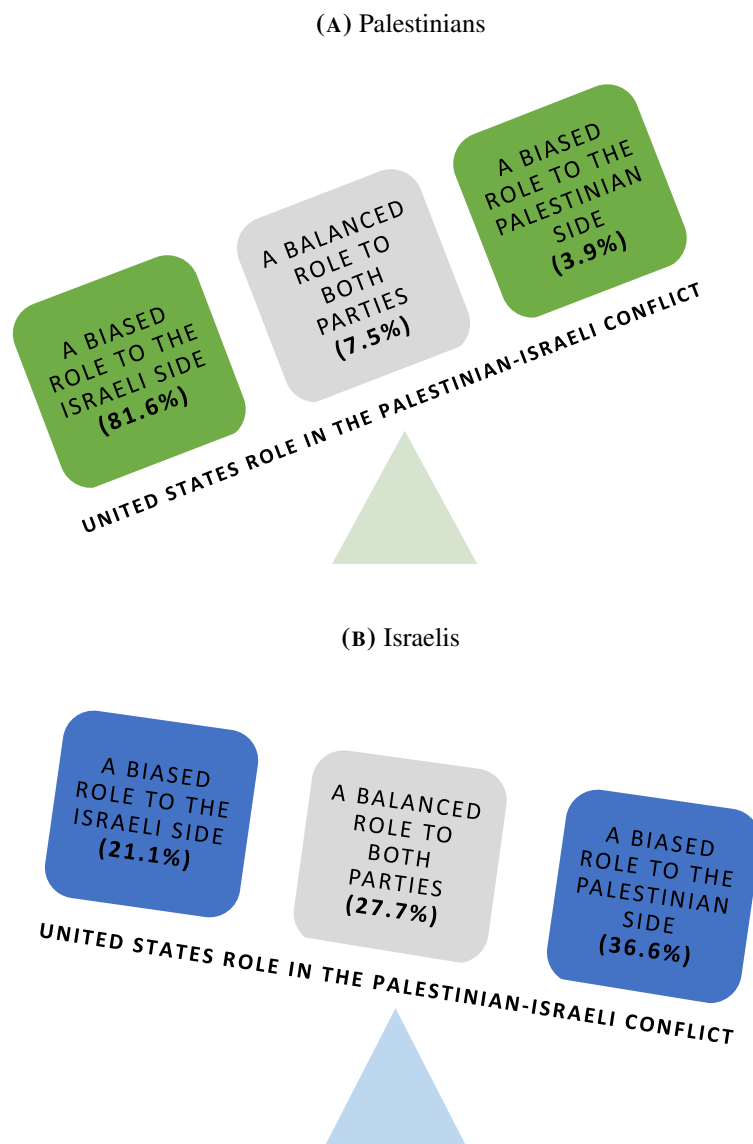 (A) Palestinians
A BIASED
ROLE TO THE
ISRAELI SIDE
(81.6%)
A BALANCED
ROLE TO
BOTH
PARTIES
(7.5%)
A BIASED
ROLE TO THE
PALESTINIAN
SIDE
(3.9%)
UNITED STATES ROLE IN THE PALESTINIAN-ISRAELI CONFLICT
(B) Israelis
A BIASED
ROLE TO THE
ISRAELI SIDE
(21.1%)
A BALANCED
ROLE TO
BOTH
PARTIES
(27.7%)
A BIASED
ROLE TO THE
PALESTINIAN
SIDE
(36.6%)
UNITED STATES ROLE IN THE PALESTINIAN-ISRAELI CONFLICT